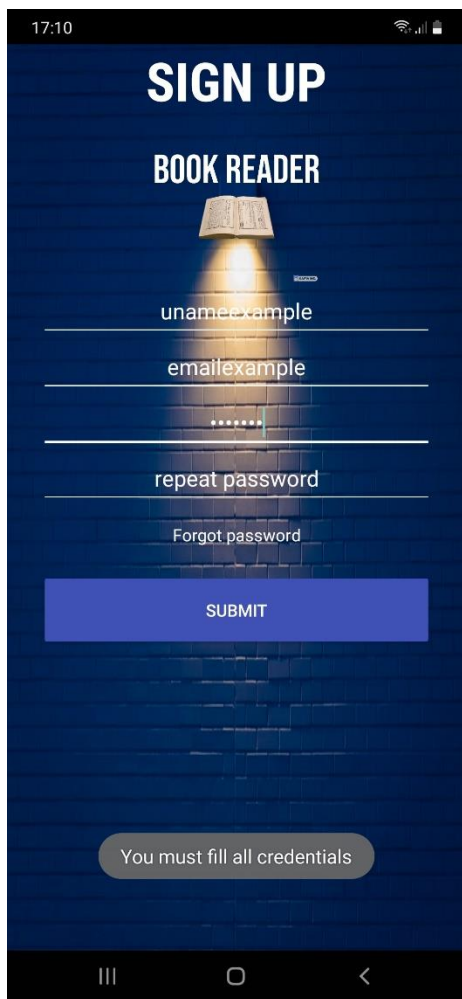 17:10
SIGN UP
BOOK READER
unameexample
emailexample
•••••••
repeat password
Forgot password
SUBMIT
You must fill all credentials